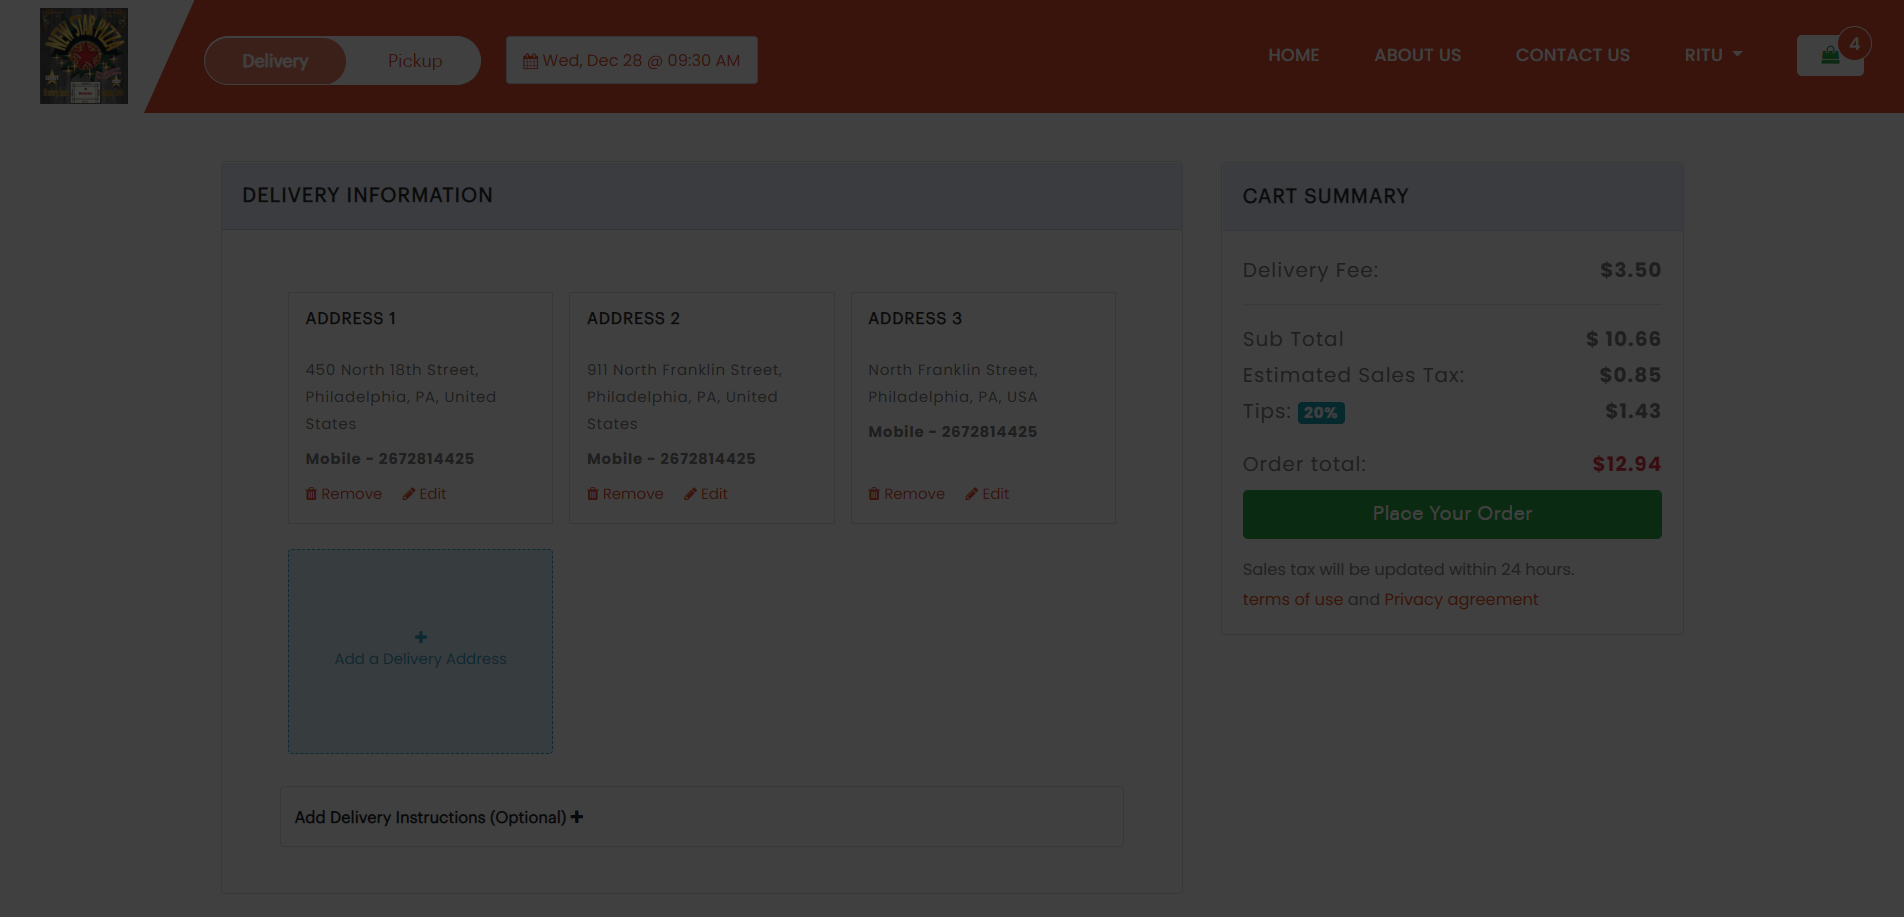 NEW STAR PIZZA
Delivery
Pickup
Wed, Dec 28 @ 09:30 AM
HOME
ABOUT US
CONTACT US
RITU
4
DELIVERY INFORMATION
ADDRESS 1
450 North 18th Street,
Philadelphia, PA, United
States
Mobile - 2672814425
Remove
Edit
ADDRESS 2
911 North Franklin Street,
Philadelphia, PA, United
States
Mobile - 2672814425
Remove
Edit
ADDRESS 3
North Franklin Street,
Philadelphia, PA, USA
Mobile - 2672814425
Remove
Edit
Add a Delivery Address
Add Delivery Instructions (Optional)
CART SUMMARY
Delivery Fee: $3.50
Sub Total $ 10.66
Estimated Sales Tax: $0.85
Tips: 20% $1.43
Order total: $12.94
Place Your Order
Sales tax will be updated within 24 hours.
terms of use and Privacy agreement